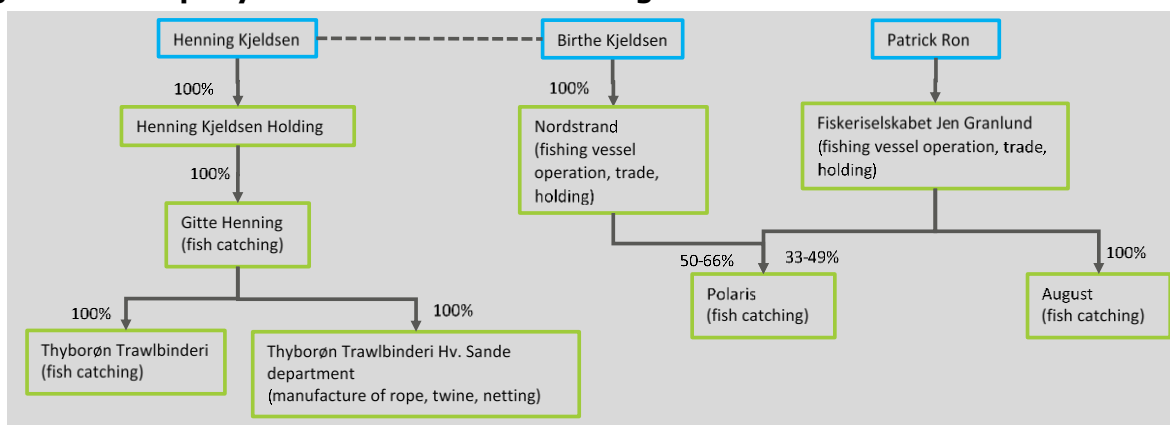 Henning Kjeldsen
Birthe Kjeldsen
Patrick Ron
100%
100%
Henning Kjeldsen Holding
Nordstrand
(fishing vessel
operation, trade,
holding)
Fiskeriselskabet Jen Granlund
(fishing vessel operation, trade,
holding)
100%
Gitte Henning
(fish catching)
50-66%
33-49%
100%
Polaris
(fish catching)
August
(fish catching)
100%
100%
Thyborøn Trawlbinderi
(fish catching)
Thyborøn Trawlbinderi Hv. Sande
department
(manufacture of rope, twine, netting)